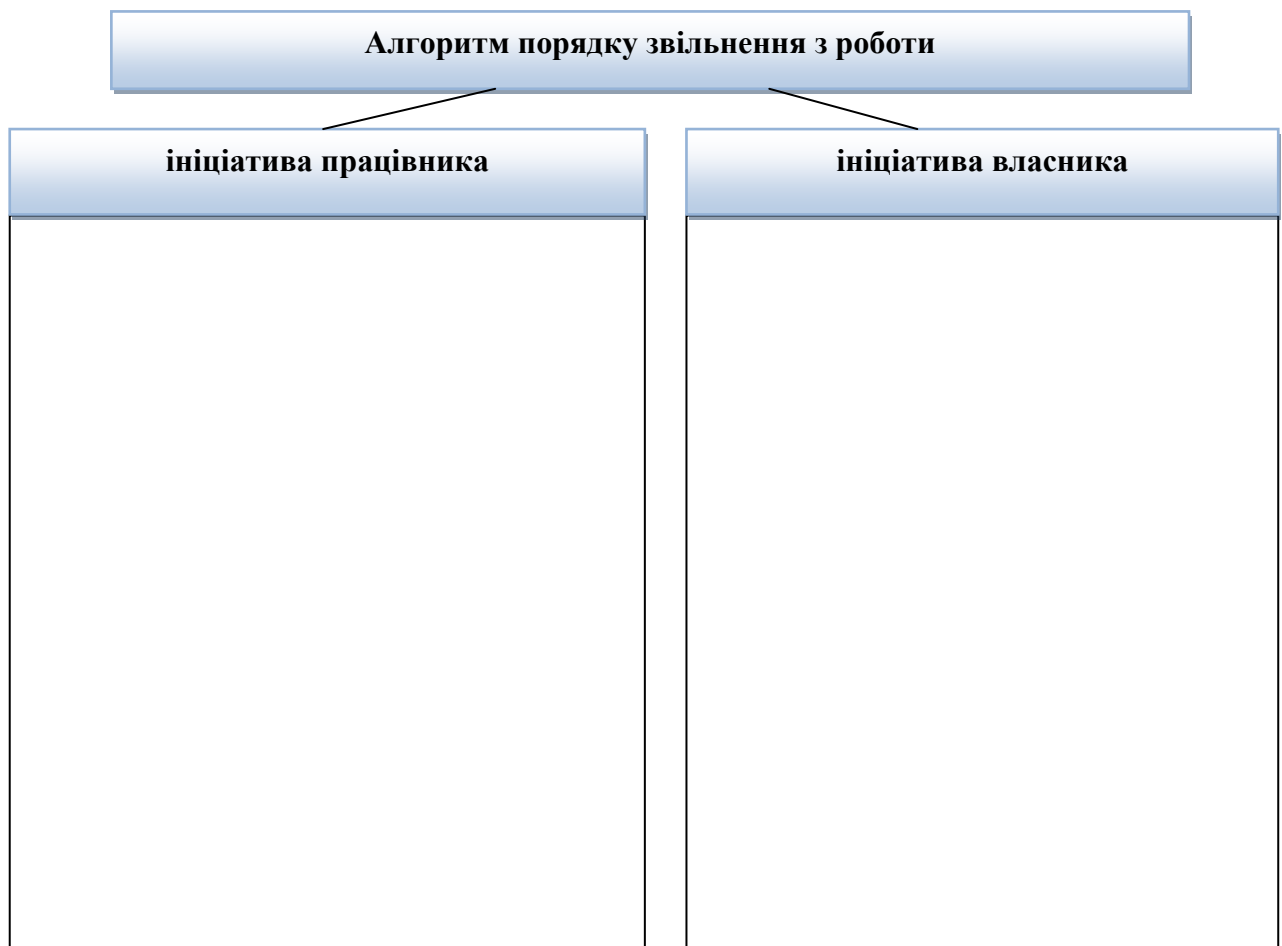 Алгоритм порядку звільнення з роботи
ініціатива працівника
ініціатива власника